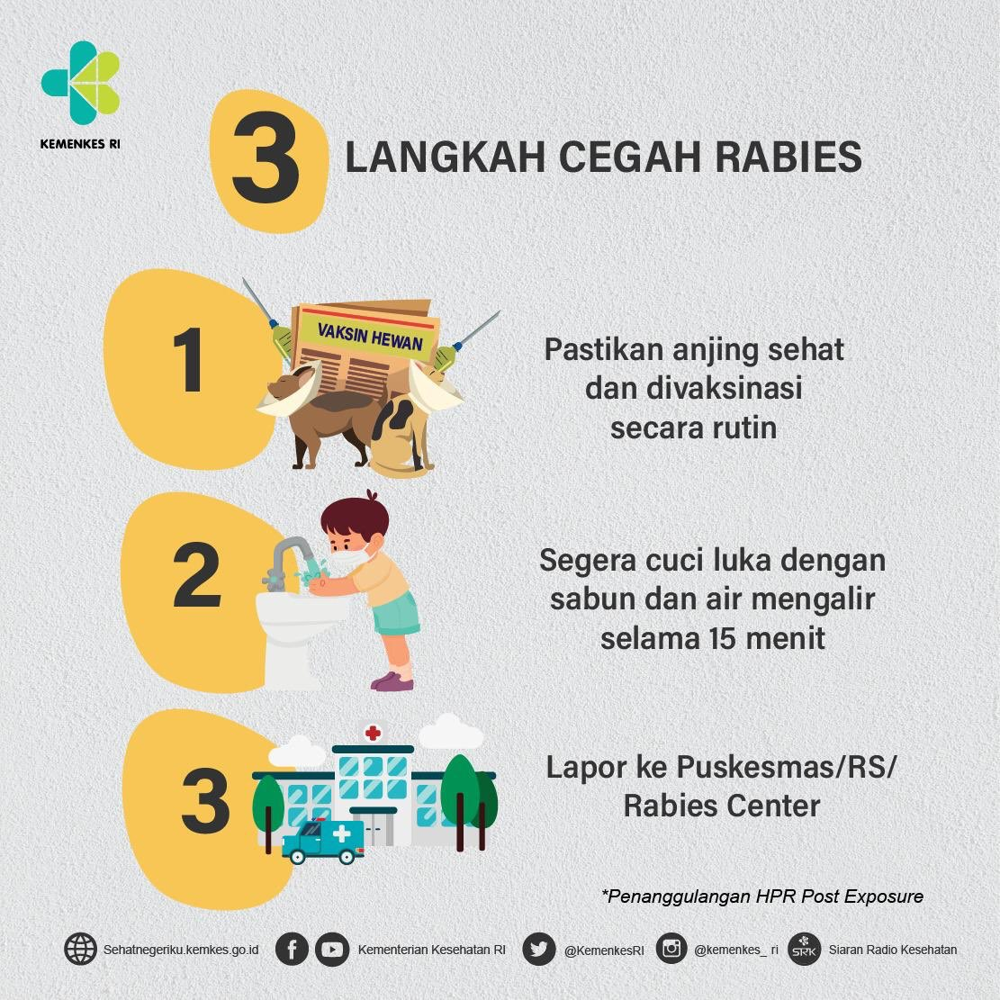 KEMENKES RI
3 LANGKAH CEGAH RABIES
1
VAKSIN HEWAN
Pastikan anjing sehat
dan divaksinasi
secara rutin
2
Segera cuci luka dengan
sabun dan air mengalir
selama 15 menit
3
Lapor ke Puskesmas/RS/
Rabies Center
*Penanggulangan HPR Post Exposure
Sehatnegeriku.kemkes.go.id Kementerian Kesehatan RI @KemenkesRI @kemenkes_ ri SRK Siaran Radio Kesehatan